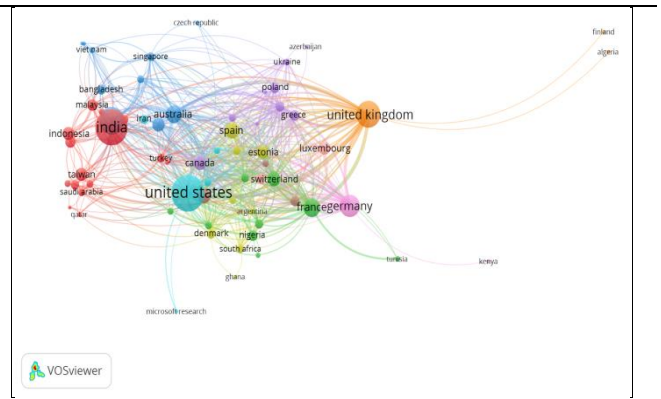 czech republic
finland
viet nam
azerbaijan
algeria
singapore
ukraine
bangladesh
poland
malaysia
iran
australia
greece
united kingdom
india
indonesia
spain
turkey
canada
estonia
luxembourg
taiwan
switzerland
saudi arabia
united states
qatar
argentina
france
germany
denmark
nigeria
south africa
tunisia
kenya
ghana
microsoft research
VOSviewer